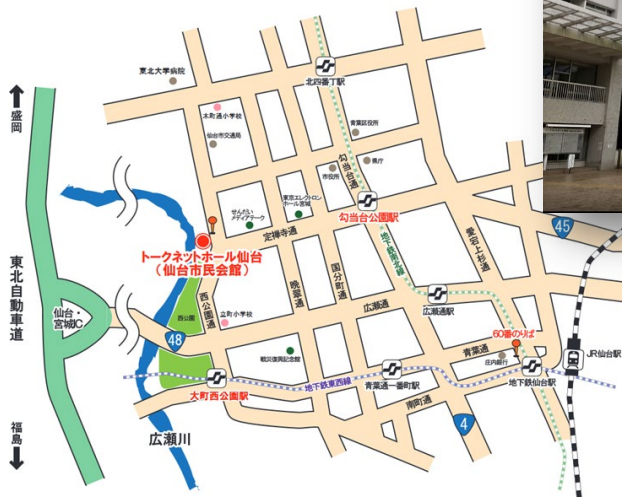 東北大学病院
北四番丁駅
盛岡
木町通小学校
仙台市交通局
青葉区役所
勾当台通
市役所
県庁
せんだい
メディアテーク
東京エレクトロン
ホール宮城
勾当台公園駅
定禅寺通
45
トークネットホール仙台
(仙台市民会館)
地下鉄南北線
愛宕上杉通
東北自動車道
仙台・
宮城IC
西公園
西公園通
立町小学校
晩翠通
国分町通
広瀬通
広瀬通駅
48
60番のりば
戦災復興記念館
青葉通
庄内銀行
JR仙台駅
地下鉄東西線
青葉通一番町駅
地下鉄仙台駅
大町西公園駅
南町通
4
広瀬川
福島